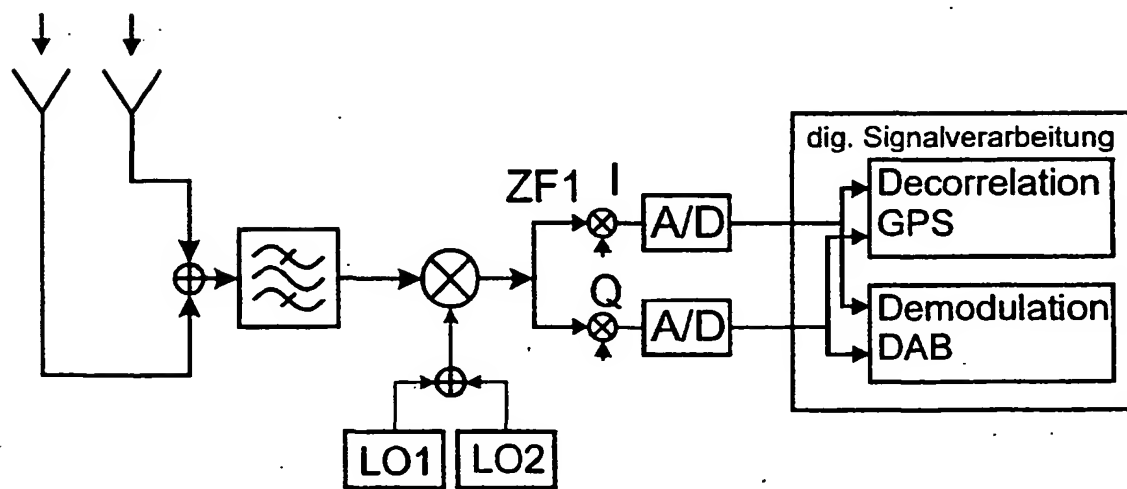 dig. Signalverarbeitung
ZF1
I
A/D
Decorrelation
GPS
Q
A/D
Demodulation
DAB
LO1
LO2